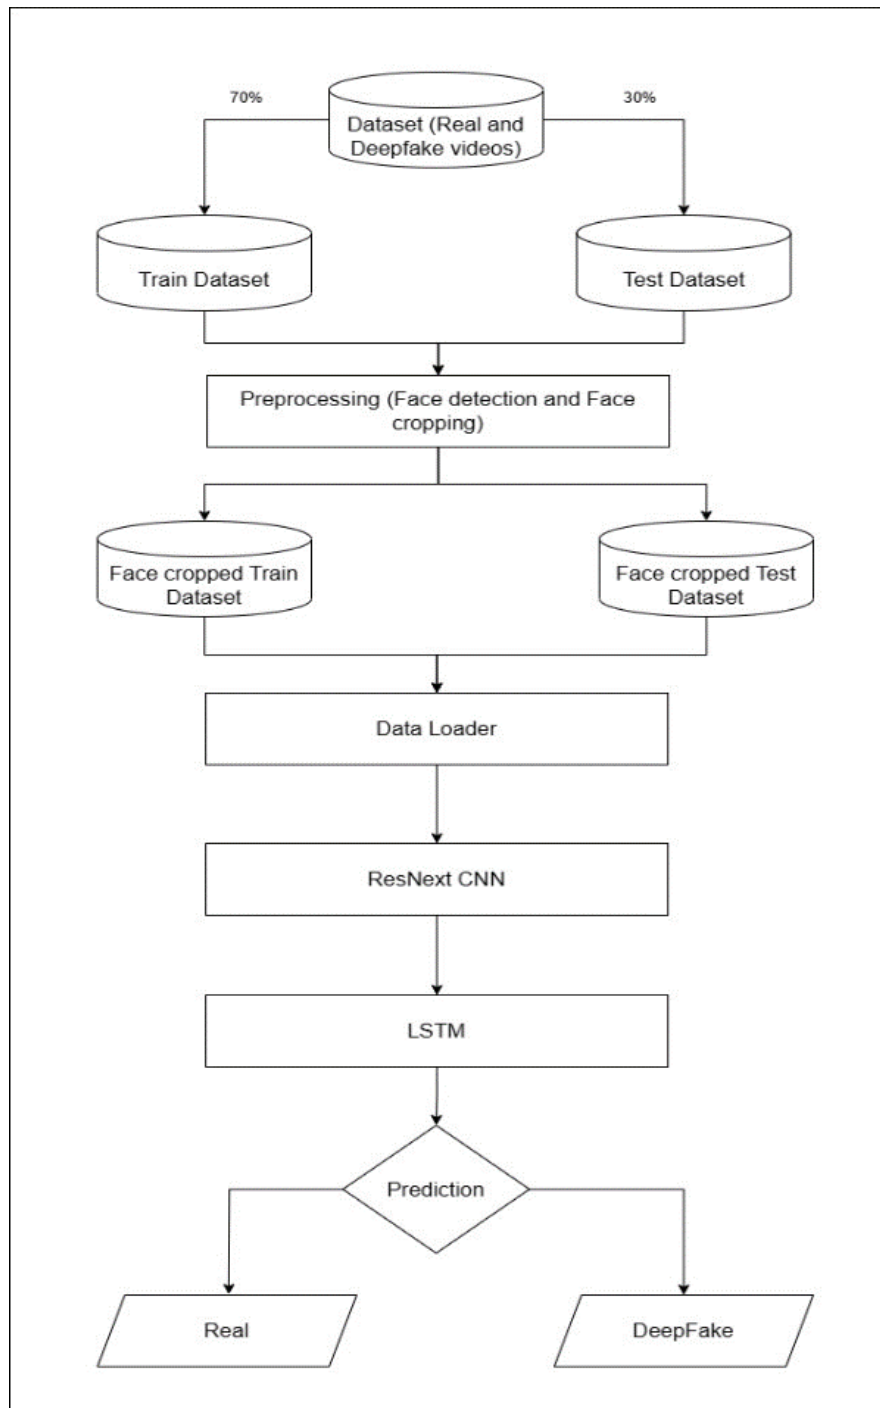 70%
30%
Dataset (Real and
Deepfake videos)
Train Dataset
Test Dataset
Preprocessing (Face detection and Face
cropping)
Face cropped Train
Dataset
Face cropped Test
Dataset
Data Loader
ResNext CNN
LSTM
Prediction
Real
DeepFake